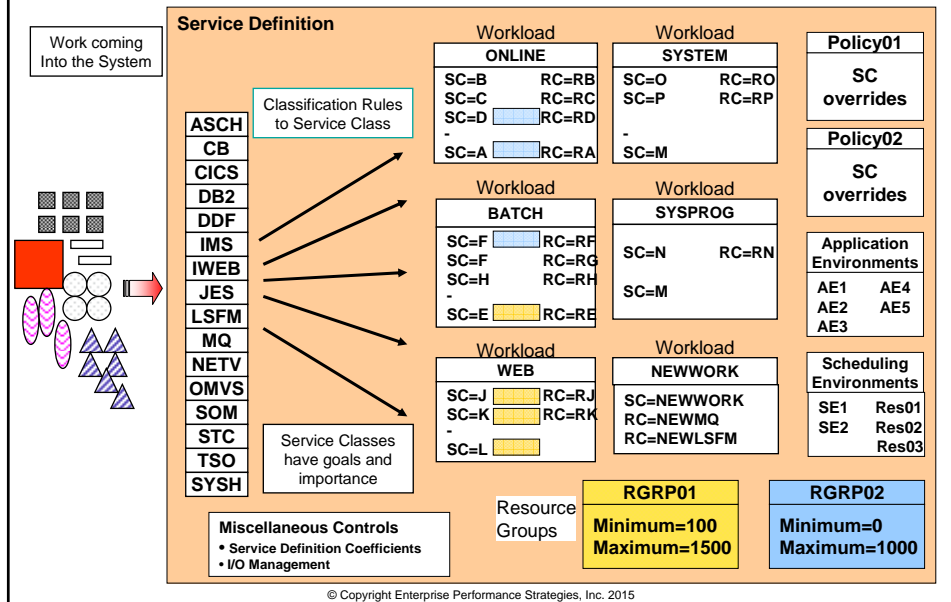 Service Definition
Work coming
Into the System
Classification Rules
to Service Class
ASCH
CB
CICS
DB2
DDF
IMS
IWEB
JES
LSFM
MQ
NETV
OMVS
SOM
STC
TSO
SYSH
Service Classes
have goals and
importance
Miscellaneous Controls
• Service Definition Coefficients
• I/O Management
Workload
ONLINE
SC=B RC=RB
SC=C RC=RC
SC=D RC=RD
-
SC=A RC=RA
Workload
SYSTEM
SC=O RC=RO
SC=P RC=RP
-
SC=M
Workload
BATCH
SC=F RC=RF
SC=F RC=RG
SC=H RC=RH
-
SC=E RC=RE
Workload
SYSPROG
SC=N RC=RN
SC=M
Workload
WEB
SC=J RC=RJ
SC=K RC=RK
-
SC=L
Workload
NEWWORK
SC=NEWWORK
RC=NEWMQ
RC=NEWLSFM
Policy01
SC
overrides
Policy02
SC
overrides
Application
Environments
AE1 AE4
AE2 AE5
AE3
Scheduling
Environments
SE1 Res01
SE2 Res02
Res03
Resource
Groups
RGRP01
Minimum=100
Maximum=1500
RGRP02
Minimum=0
Maximum=1000
© Copyright Enterprise Performance Strategies, Inc. 2015